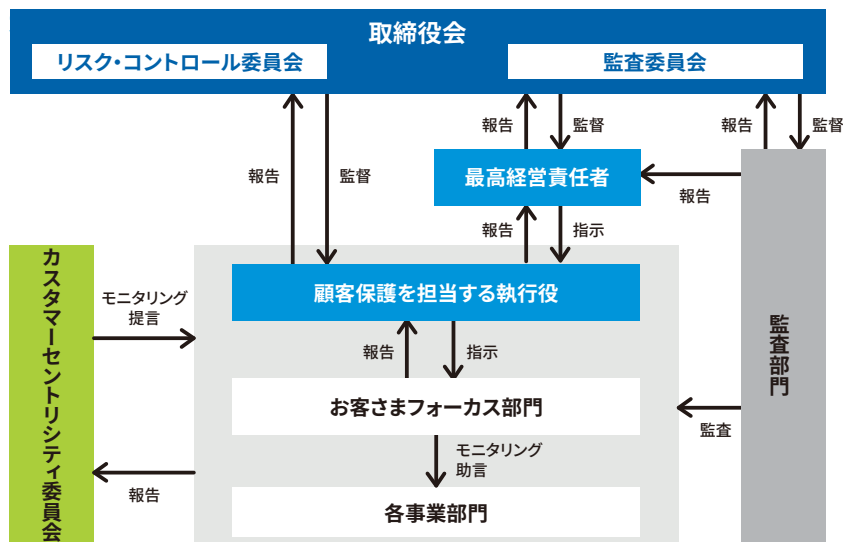 取締役会
リスク・コントロール委員会
監査委員会
報告
監督
報告
監督
報告
監督
最高経営責任者
報告
報告
指示
カスタマーセントリシティ委員会
モニタリング
提言
報告
顧客保護を担当する執行役
報告
指示
お客さまフォーカス部門
モニタリング
助言
各事業部門
監査部門
監査